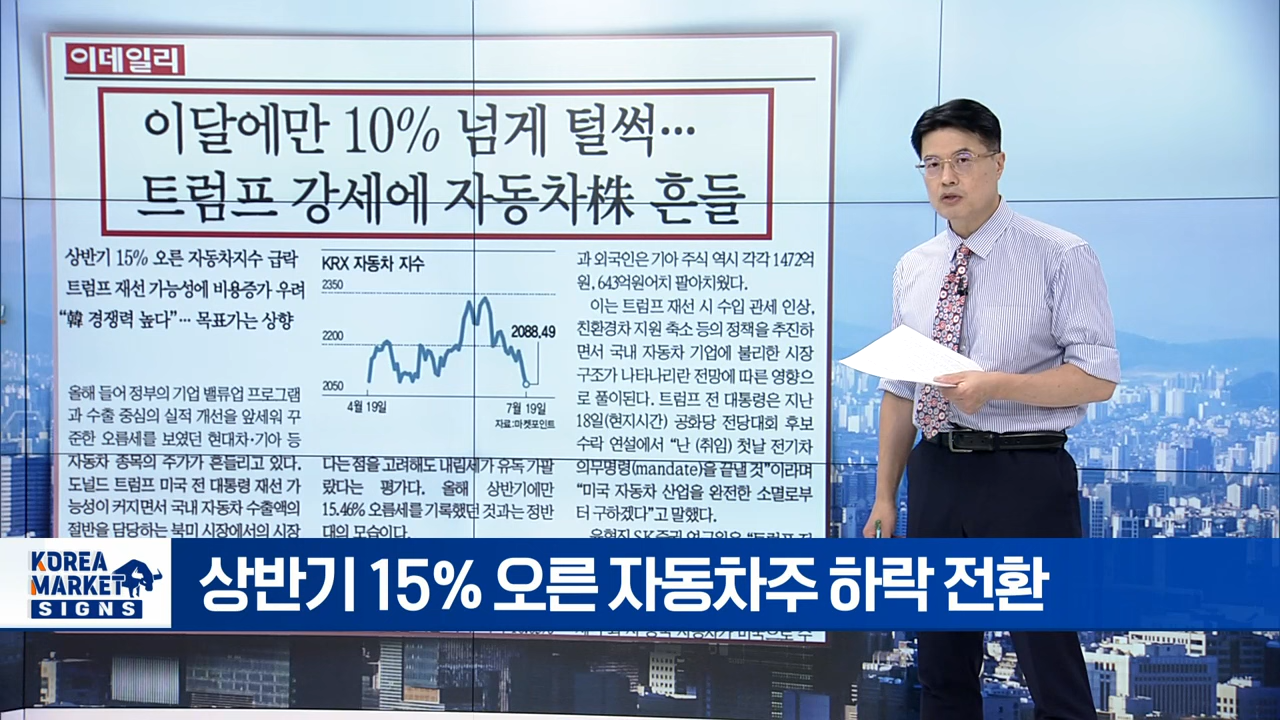 이데일리
이달에만 10% 넘게 털썩…
트럼프 강세에 자동차株 흔들
상반기 15% 오른 자동차지수 급락
트럼프 재선 가능성에 비용증가 우려
“韓 경쟁력 높다”… 목표가는 상향
올해 들어 정부의 기업 밸류업 프로그램
과 수출 중심의 실적 개선을 앞세워 꾸
준한 오름세를 보였던 현대차·기아 등
자동차 종목의 주가가 흔들리고 있다.
도널드 트럼프 미국 전 대통령 재선 가
능성이 커지면서 국내 자동차 수출액의
절반을 담당하는 북미 시장에서의 시장
KRX 자동차 지수
2350
2200
2088,49
2050
4월 19일
7월 19일
자료:마켓포인트
다는 점을 고려해도 내림세가 유독 가팔
랐다는 평가다. 올해 상반기에만
15.46% 오름세를 기록했던 것과는 정반
대의 모습이다.
과 외국인은 기아 주식 역시 각각 1472억
원, 643억원어치 팔아치웠다.
이는 트럼프 재선 시 수입 관세 인상,
친환경차 지원 축소 등의 정책을 추진하
면서 국내 자동차 기업에 불리한 시장
구조가 나타나리란 전망에 따른 영향으
로 풀이된다. 트럼프 전 대통령은 지난
18일(현지시간) 공화당 전당대회 후보
수락 연설에서 “난 (취임) 첫날 전기차
의무명령(mandate)을 끝낼 것”이라며
“미국 자동차 산업을 완전한 소멸로부
터 구하겠다”고 말했다.
KOREA
MARKET
SIGNS
상반기 15% 오른 자동차주 하락 전환